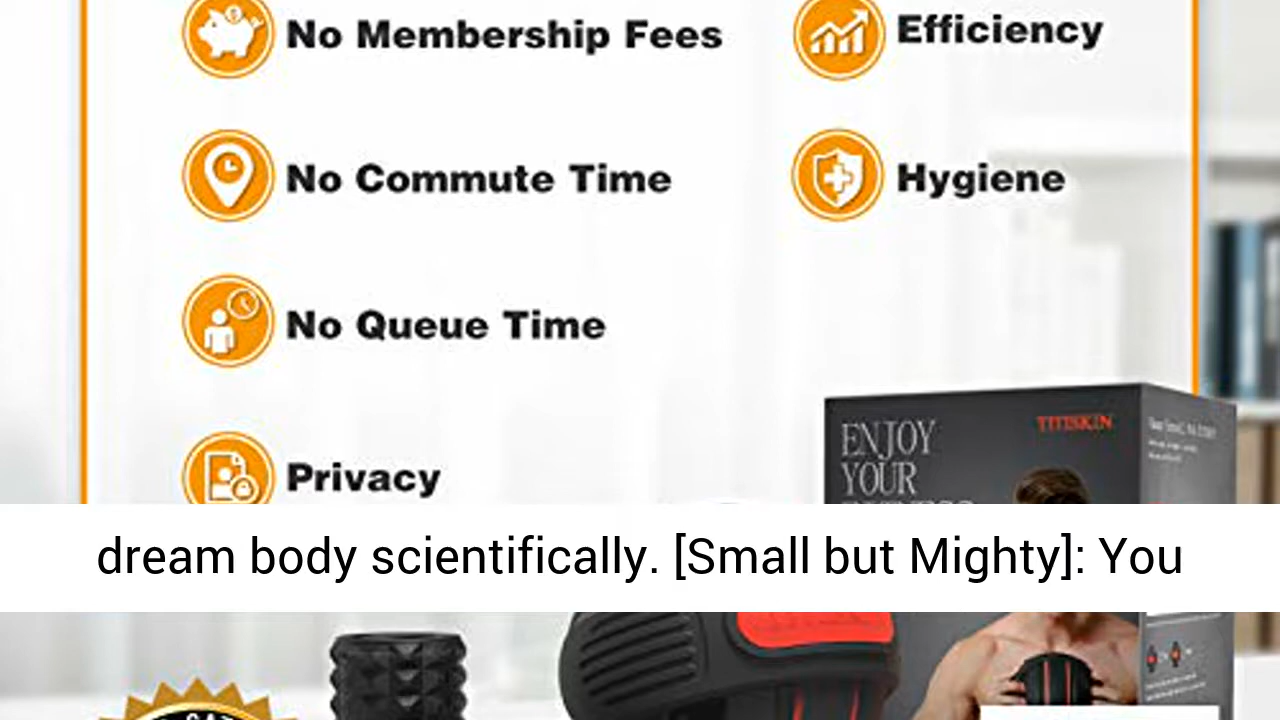 No Membership Fees
Efficiency
No Commute Time
Hygiene
No Queue Time
Privacy
ENJOY
YOUR
TITISKIN
dream body scientifically. [Small but Mighty]: You